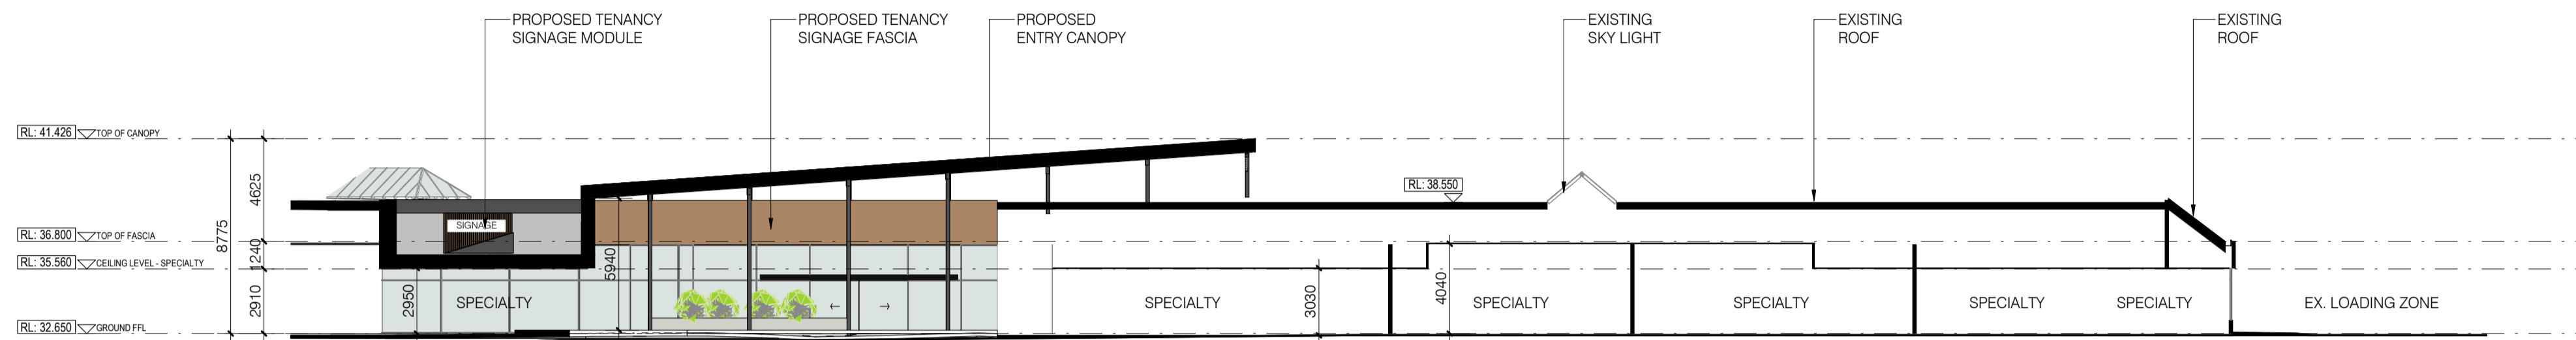 PROPOSED TENANCY
SIGNAGE MODULE
PROPOSED TENANCY
SIGNAGE FASCIA
PROPOSED
ENTRY CANOPY
EXISTING
SKY LIGHT
EXISTING
ROOF
EXISTING
ROOF
RL: 41.426 TOP OF CANOPY
RL: 38.550
4625
8775
SIGNAGE
RL: 36.800 TOP OF FASCIA
1240
RL: 35.560 CEILING LEVEL - SPECIALTY
5940
4040
2910
2950
SPECIALTY
← →
SPECIALTY
3030
SPECIALTY
SPECIALTY
SPECIALTY
SPECIALTY
EX. LOADING ZONE
RL: 32.650 GROUND FFL